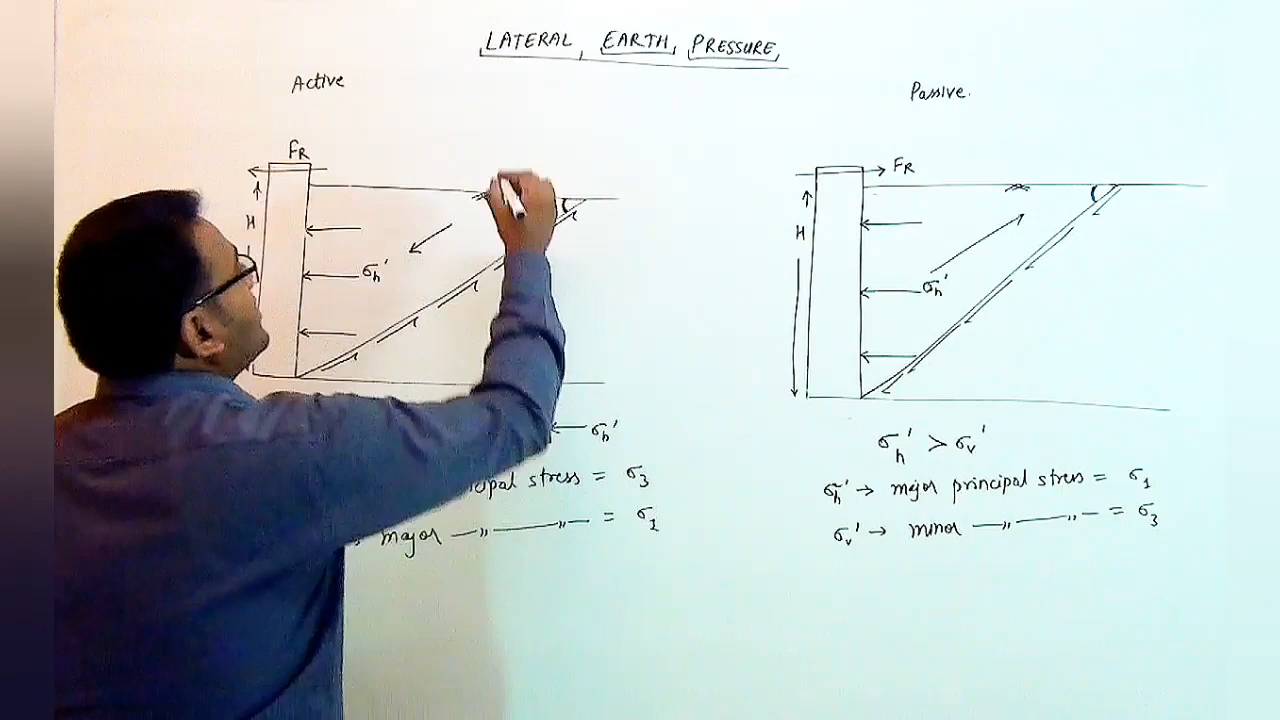 LATERAL EARTH PRESSURE
Active
Passive.
FR
FR
H
H
σh'
σh'
σh'
σh' > σv'
stress = σ3
σh' → major principal stress = σ1
major —"——"— = σ1
σv' → minor —"——"— = σ3